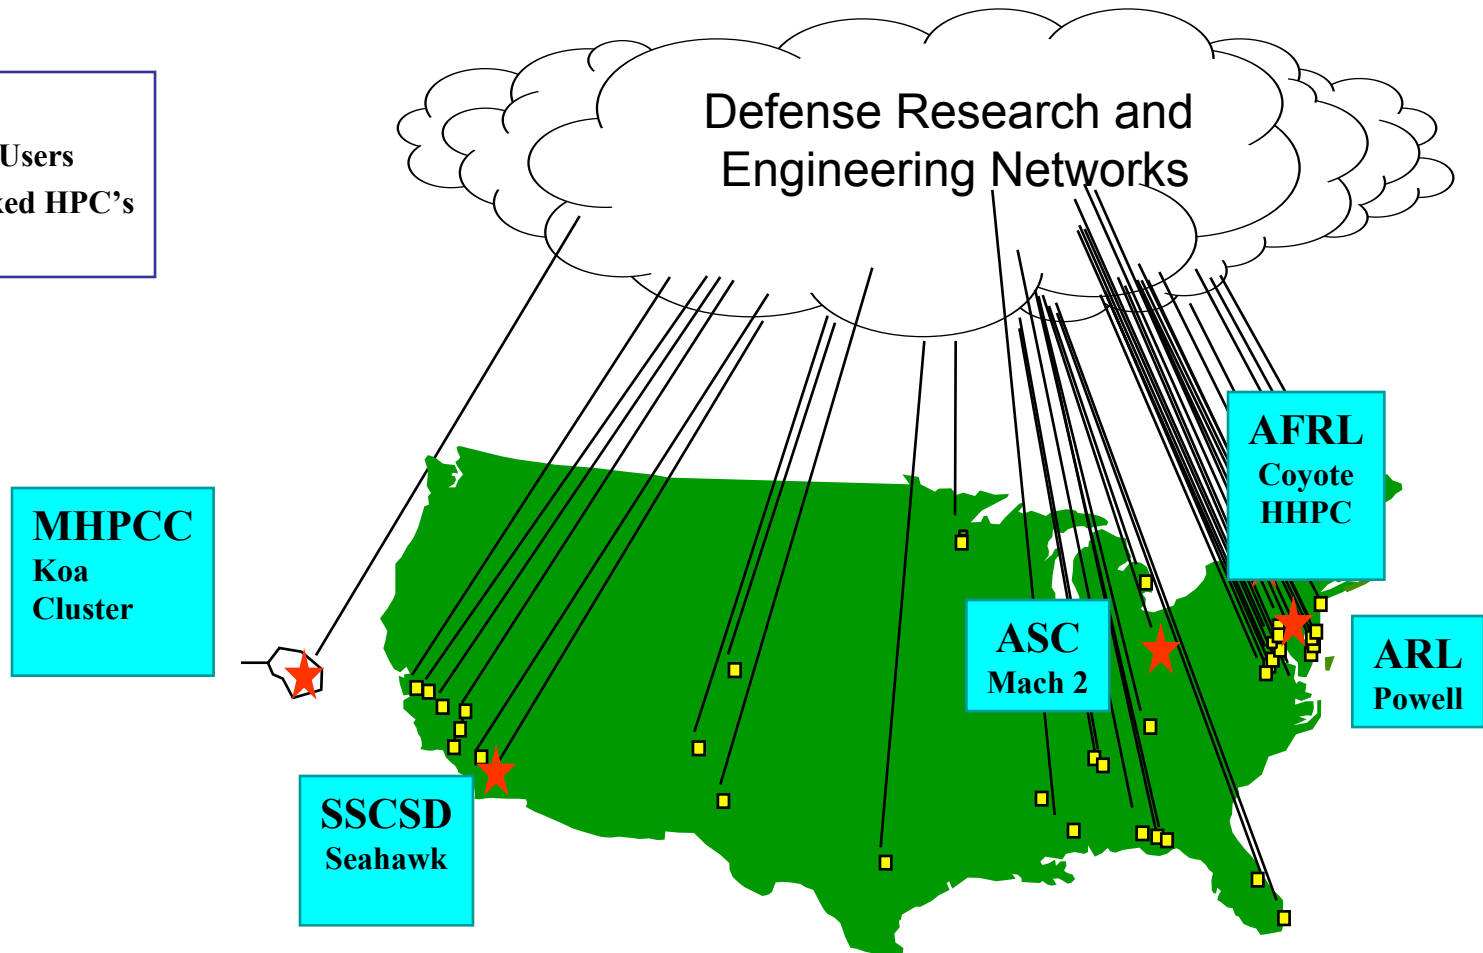 Defense Research and
Engineering Networks
Users
HPC's
AFRL
Coyote
HHPC
MHPCC
Koa
Cluster
ASC
Mach 2
ARL
Powell
SSCSD
Seahawk